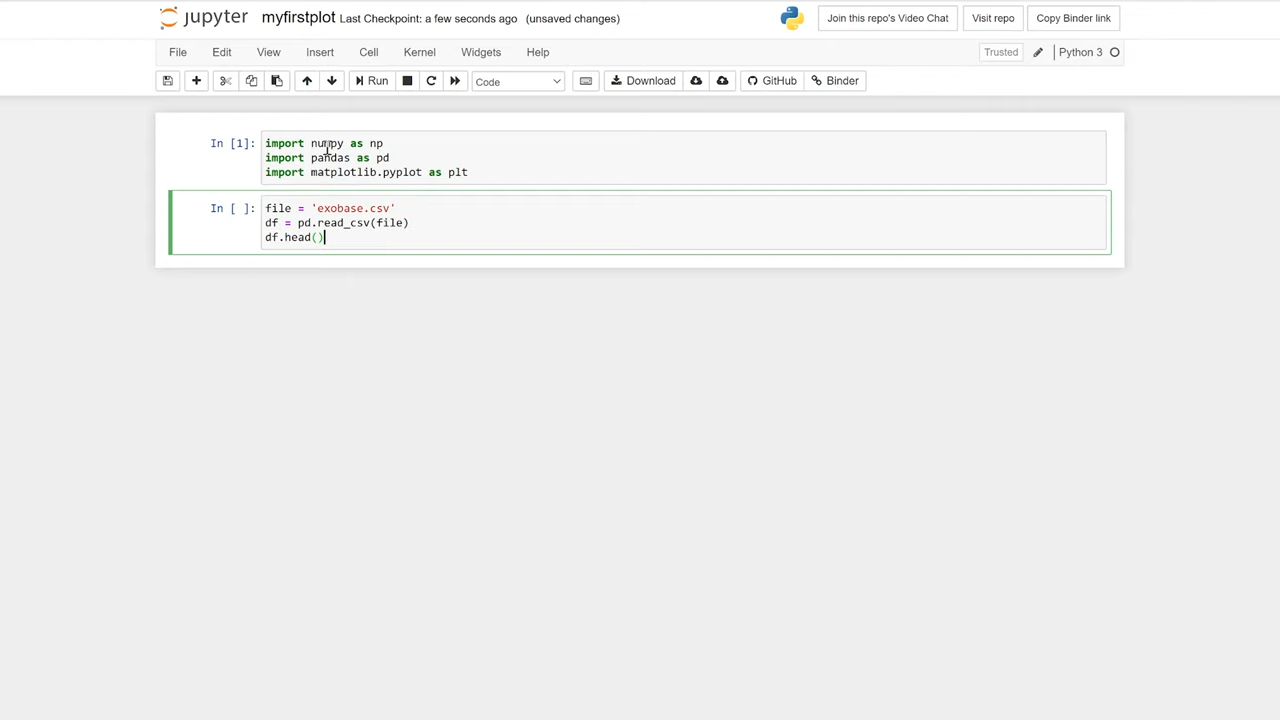 jupyter myfirstplot Last Checkpoint: a few seconds ago (unsaved changes)
Join this repo's Video Chat Visit repo Copy Binder link
File Edit View Insert Cell Kernel Widgets Help Trusted Python 3
Run Code Download GitHub Binder
In [1]: import numpy as np
import pandas as pd
import matplotlib.pyplot as plt
In [ ]: file = 'exobase.csv'
df = pd.read_csv(file)
df.head()